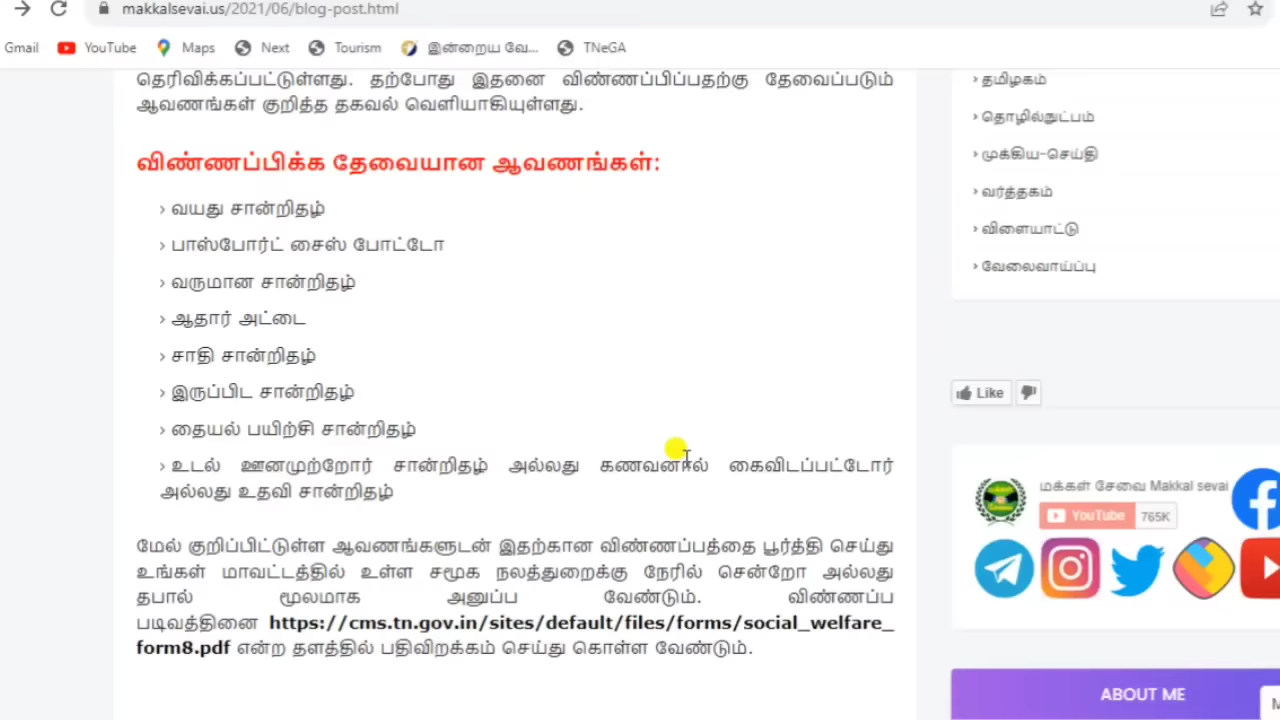 makkalsevai.us/2021/06/blog-post.html
Gmail YouTube Maps Next Tourism இன்றைய வே... TNeGA
தெரிவிக்கப்பட்டுள்ளது. தற்போது இதனை விண்ணப்பிப்பதற்கு தேவைப்படும்
ஆவணங்கள் குறித்த தகவல் வெளியாகியுள்ளது.
விண்ணப்பிக்க தேவையான ஆவணங்கள்:
› வயது சான்றிதழ்
› பாஸ்போர்ட் சைஸ் போட்டோ
› வருமான சான்றிதழ்
› ஆதார் அட்டை
› சாதி சான்றிதழ்
› இருப்பிட சான்றிதழ்
› தையல் பயிற்சி சான்றிதழ்
› உடல் ஊனமுற்றோர் சான்றிதழ் அல்லது கணவனால் கைவிடப்பட்டோர்
அல்லது உதவி சான்றிதழ்
மேல் குறிப்பிட்டுள்ள ஆவணங்களுடன் இதற்கான விண்ணப்பத்தை பூர்த்தி செய்து
உங்கள் மாவட்டத்தில் உள்ள சமூக நலத்துறைக்கு நேரில் சென்றோ அல்லது
தபால் மூலமாக அனுப்ப வேண்டும். விண்ணப்ப
படிவத்தினை https://cms.tn.gov.in/sites/default/files/forms/social_welfare_
form8.pdf என்ற தளத்தில் பதிவிறக்கம் செய்து கொள்ள வேண்டும்.
› தமிழகம்
› தொழில்நுட்பம்
› முக்கிய-செய்தி
› வர்த்தகம்
› விளையாட்டு
› வேலைவாய்ப்பு
Like
மக்கள் சேவை Makkal sevai
YouTube 765K
ABOUT ME